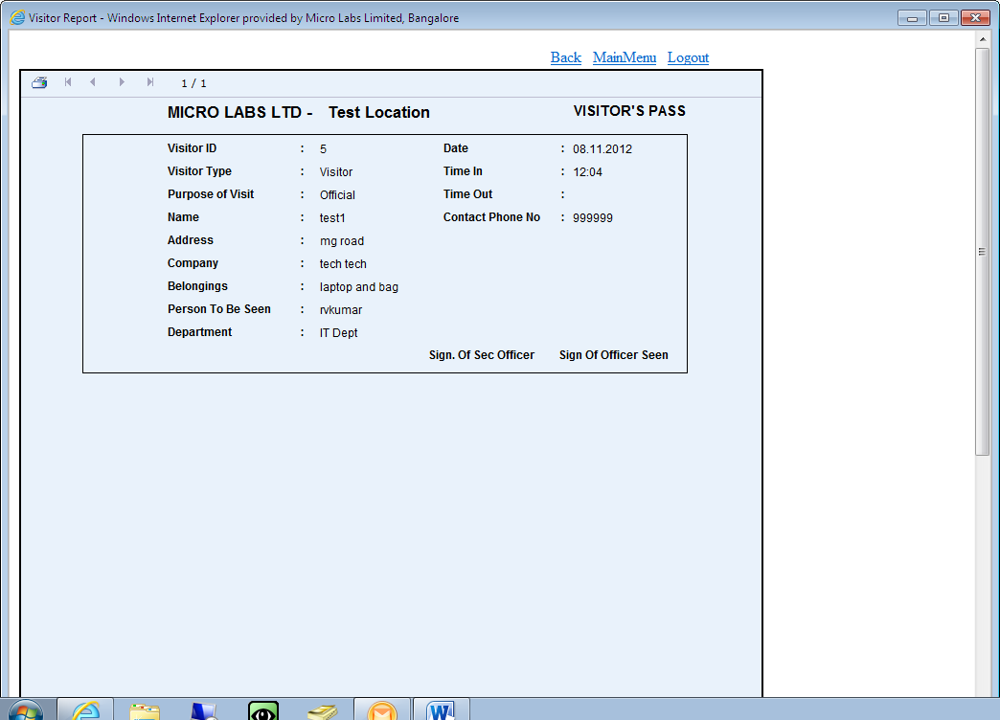 Visitor Report - Windows Internet Explorer provided by Micro Labs Limited, Bangalore
Back MainMenu Logout
1 / 1
MICRO LABS LTD - Test Location VISITOR'S PASS
Visitor ID : 5 Date : 08.11.2012
Visitor Type : Visitor Time In : 12:04
Purpose of Visit : Official Time Out :
Name : test1 Contact Phone No : 999999
Address : mg road
Company : tech tech
Belongings : laptop and bag
Person To Be Seen : rvkumar
Department : IT Dept
Sign. Of Sec Officer Sign Of Officer Seen